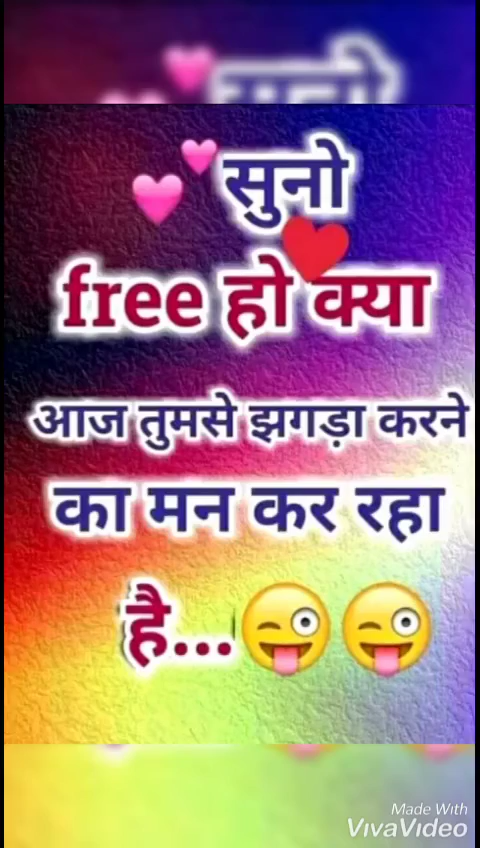 सुनो
free हो क्या
आज तुमसे झगड़ा करने
का मन कर रहा
है...
Made With
VivaVideo